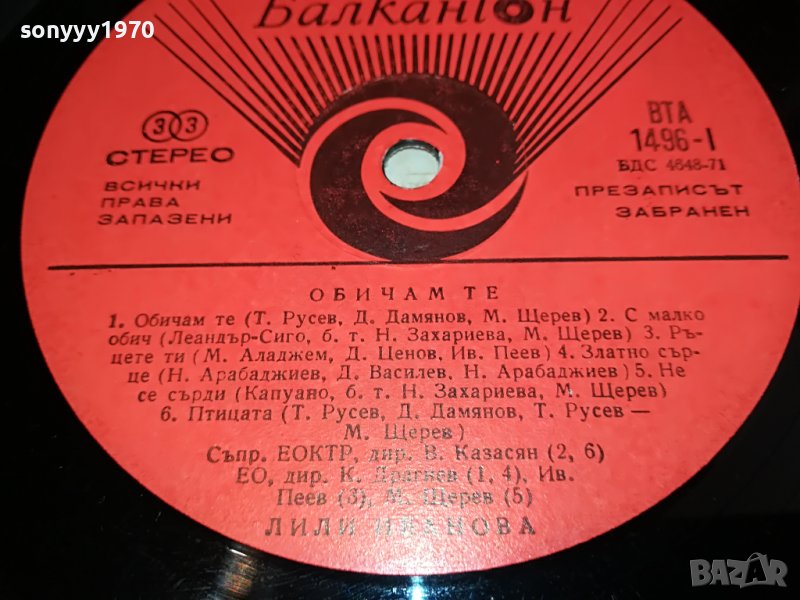 sonyyy1970
Балкантон
33
СТЕРЕО
ВСИЧКИ
ПРАВА
ЗАПАЗЕНИ
ВТА
1496-I
БДС 4648-71
ПРЕЗАПИСЪТ
ЗАБРАНЕН
ОБИЧАМ ТЕ
1. Обичам те (Т. Русев, Д. Дамянов, М. Щерев) 2. С малко
обич (Леандър-Сиго, б. т. Н. Захариева, М. Щерев) 3. Ръ-
цете ти (М. Аладжем, Д. Ценов, Ив. Пеев) 4. Златно сър-
це (Н. Арабаджиев, Д. Василев, Н. Арабаджиев) 5. Не
се сърди (Капуано, б. т. Н. Захариева, М. Щерев)
6. Птицата (Т. Русев, Д. Дамянов, Т. Русев —
М. Щерев)
Съпр. ЕОКТР, дир. В. Казасян (2, 6)
ЕО, дир. К. Драгнев (1, 4), Ив.
Пеев (3), М. Щерев (5)
ЛИЛИ ИВАНОВА
BAZAR